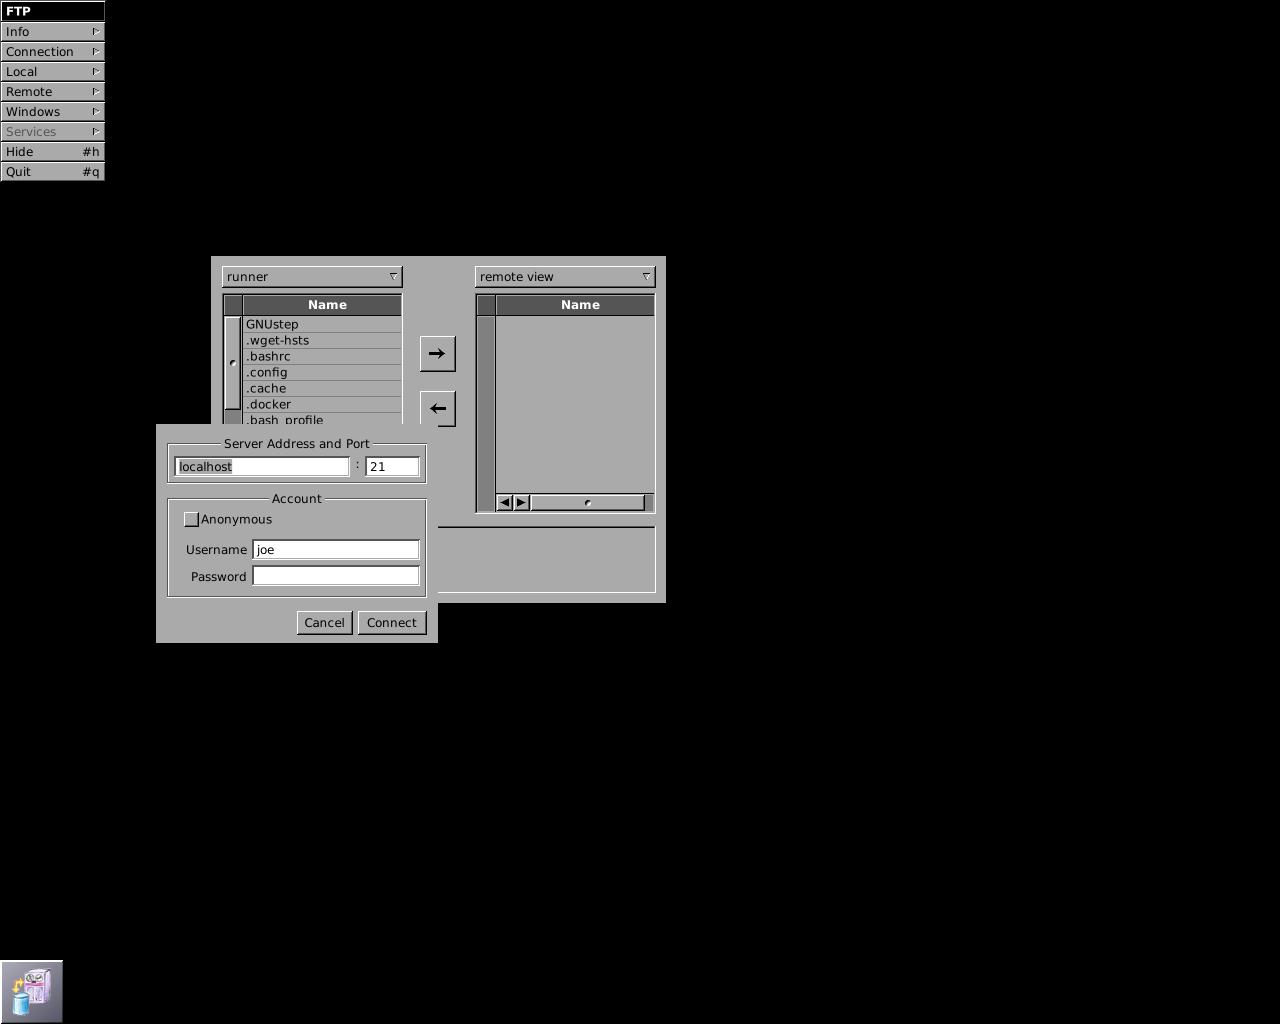 FTP
Info
Connection
Local
Remote
Windows
Services
Hide #h
Quit #q
runner
remote view
Name
Name
GNUstep
.wget-hsts
.bashrc
.config
.cache
.docker
.bash_profile
Server Address and Port
localhost : 21
Account
Anonymous
Username joe
Password
Cancel Connect